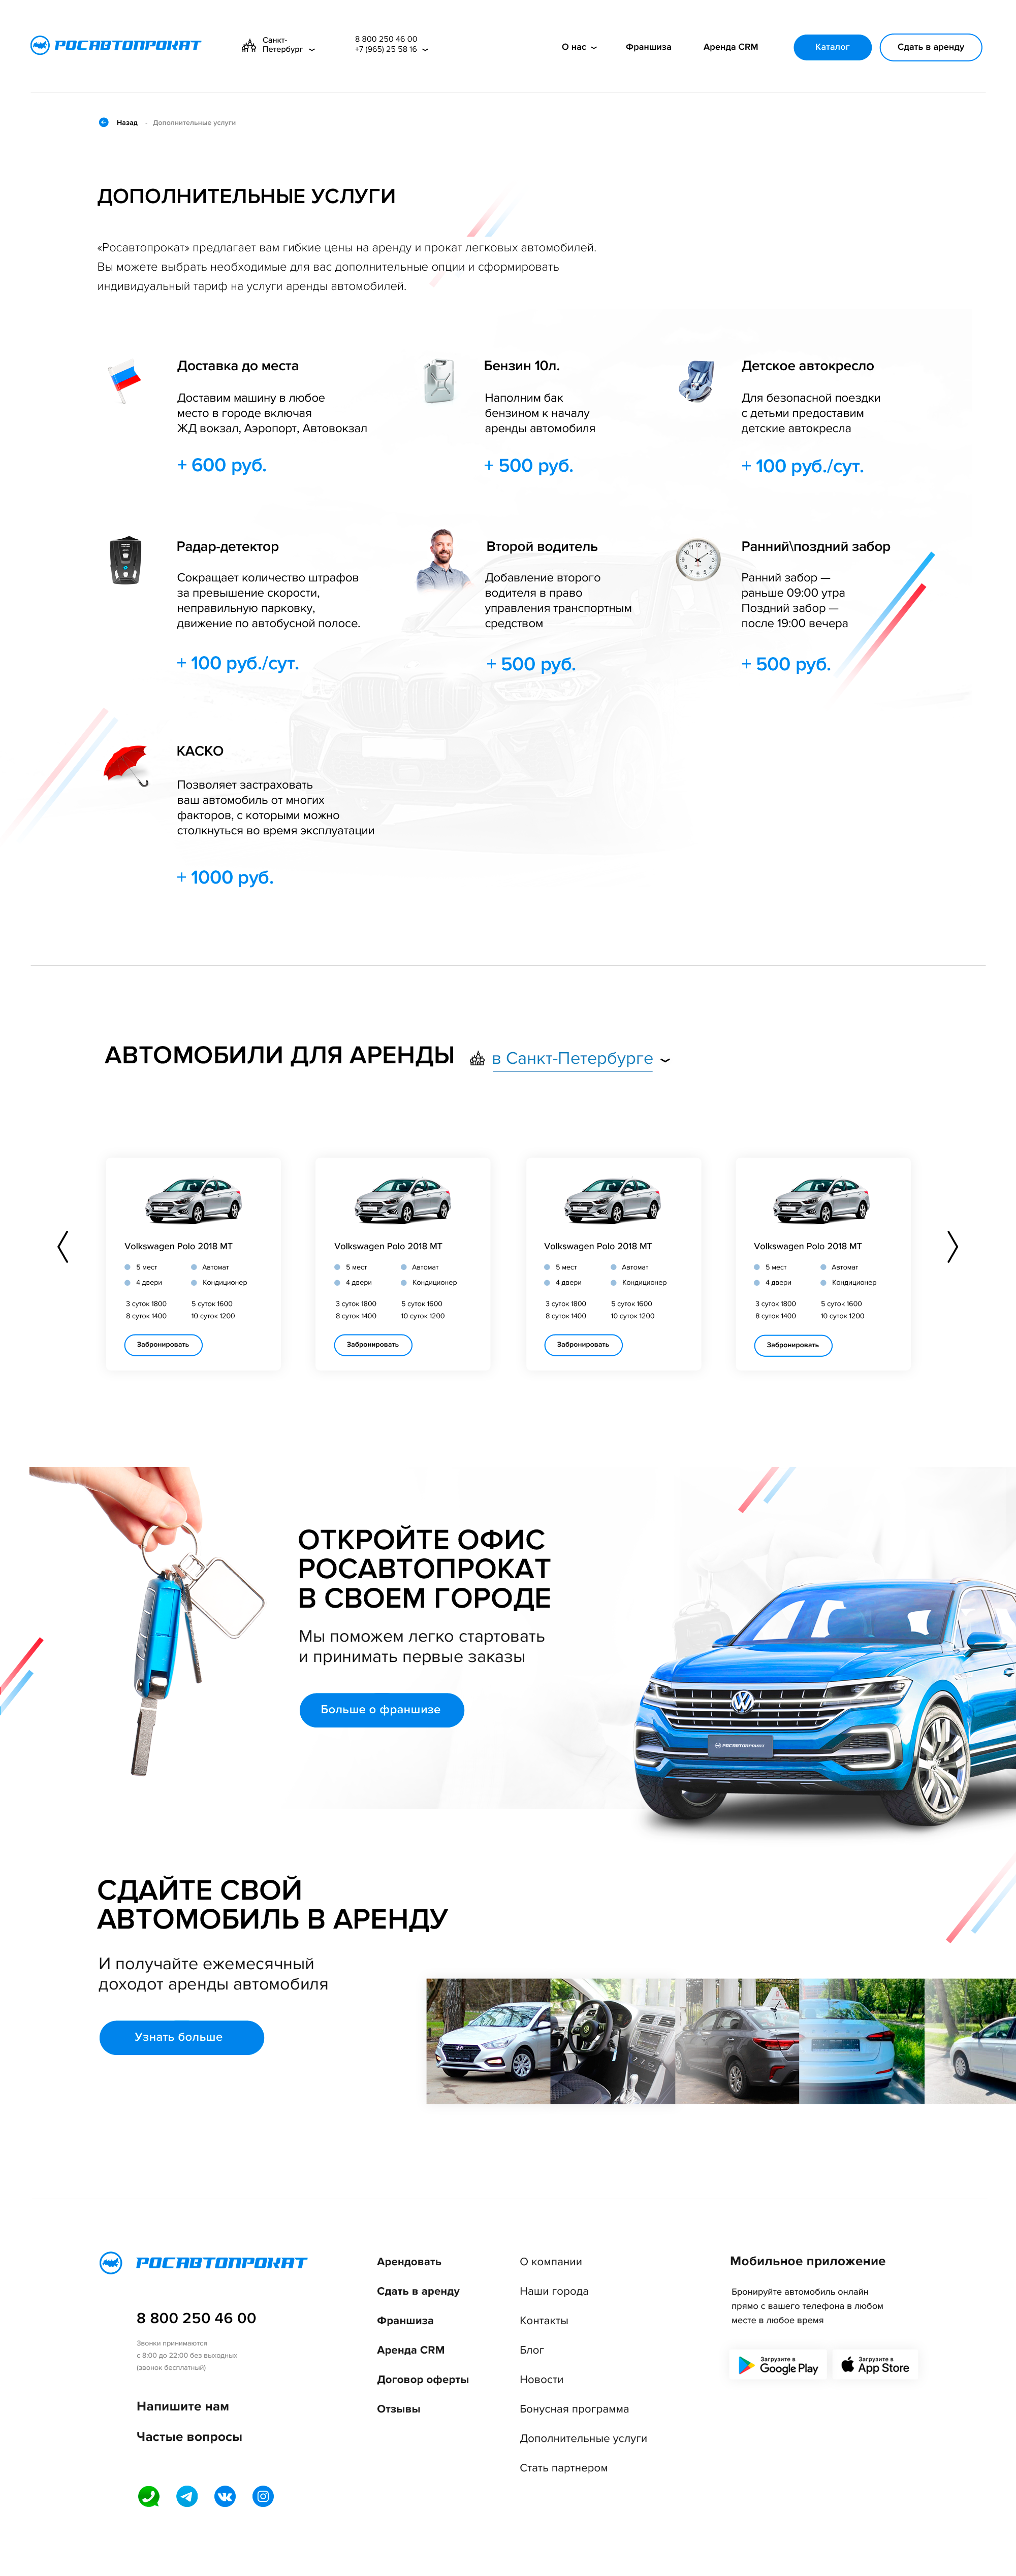 РОСАВТОПРОКАТ
Санкт-
Петербург
8 800 250 46 00
+7 (965) 25 58 16
О нас
Франшиза
Аренда CRM
Каталог
Сдать в аренду
Назад - Дополнительные услуги
ДОПОЛНИТЕЛЬНЫЕ УСЛУГИ
«Росавтопрокат» предлагает вам гибкие цены на аренду и прокат легковых автомобилей.
Вы можете выбрать необходимые для вас дополнительные опции и сформировать
индивидуальный тариф на услуги аренды автомобилей.
Доставка до места
Доставим машину в любое
место в городе включая
ЖД вокзал, Аэропорт, Автовокзал
+ 600 руб.
Бензин 10л.
Наполним бак
бензином к началу
аренды автомобиля
+ 500 руб.
Детское автокресло
Для безопасной поездки
с детьми предоставим
детские автокресла
+ 100 руб./сут.
Радар-детектор
Сокращает количество штрафов
за превышение скорости,
неправильную парковку,
движение по автобусной полосе.
+ 100 руб./сут.
Второй водитель
Добавление второго
водителя в право
управления транспортным
средством
+ 500 руб.
Ранний\поздний забор
Ранний забор —
раньше 09:00 утра
Поздний забор —
после 19:00 вечера
+ 500 руб.
КАСКО
Позволяет застраховать
ваш автомобиль от многих
факторов, с которыми можно
столкнуться во время эксплуатации
+ 1000 руб.
АВТОМОБИЛИ ДЛЯ АРЕНДЫ в Санкт-Петербурге
Volkswagen Polo 2018 МТ
5 мест Автомат
4 двери Кондиционер
3 суток 1800 5 суток 1600
8 суток 1400 10 суток 1200
Забронировать
Volkswagen Polo 2018 МТ
5 мест Автомат
4 двери Кондиционер
3 суток 1800 5 суток 1600
8 суток 1400 10 суток 1200
Забронировать
Volkswagen Polo 2018 МТ
5 мест Автомат
4 двери Кондиционер
3 суток 1800 5 суток 1600
8 суток 1400 10 суток 1200
Забронировать
Volkswagen Polo 2018 МТ
5 мест Автомат
4 двери Кондиционер
3 суток 1800 5 суток 1600
8 суток 1400 10 суток 1200
Забронировать
ОТКРОЙТЕ ОФИС
РОСАВТОПРОКАТ
В СВОЕМ ГОРОДЕ
Мы поможем легко стартовать
и принимать первые заказы
Больше о франшизе
РОСАВТОПРОКАТ
СДАЙТЕ СВОЙ
АВТОМОБИЛЬ В АРЕНДУ
И получайте ежемесячный
доходот аренды автомобиля
Узнать больше
РОСАВТОПРОКАТ
8 800 250 46 00
Звонки принимаются
с 8:00 до 22:00 без выходных
(звонок бесплатный)
Напишите нам
Частые вопросы
Арендовать
Сдать в аренду
Франшиза
Аренда CRM
Договор оферты
Отзывы
О компании
Наши города
Контакты
Блог
Новости
Бонусная программа
Дополнительные услуги
Стать партнером
Мобильное приложение
Бронируйте автомобиль онлайн
прямо с вашего телефона в любом
месте в любое время
Загрузите в
Google Play
Загрузите в
App Store